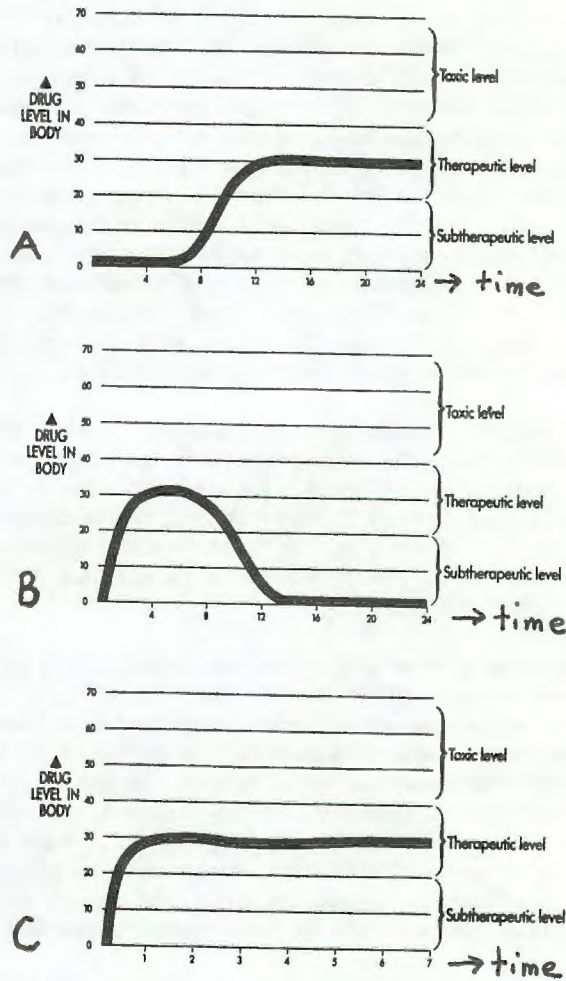 70
60
50
40
30
20
10
0
▲
DRUG
LEVEL IN
BODY
Toxic level
Therapeutic level
Subtherapeutic level
A
4 8 12 16 20 24
→ time
70
60
50
40
30
20
10
0
▲
DRUG
LEVEL IN
BODY
Toxic level
Therapeutic level
Subtherapeutic level
B
4 8 12 16 20 24
→ time
70
60
50
40
30
20
10
0
▲
DRUG
LEVEL IN
BODY
Toxic level
Therapeutic level
Subtherapeutic level
C
1 2 3 4 5 6 7
→ time